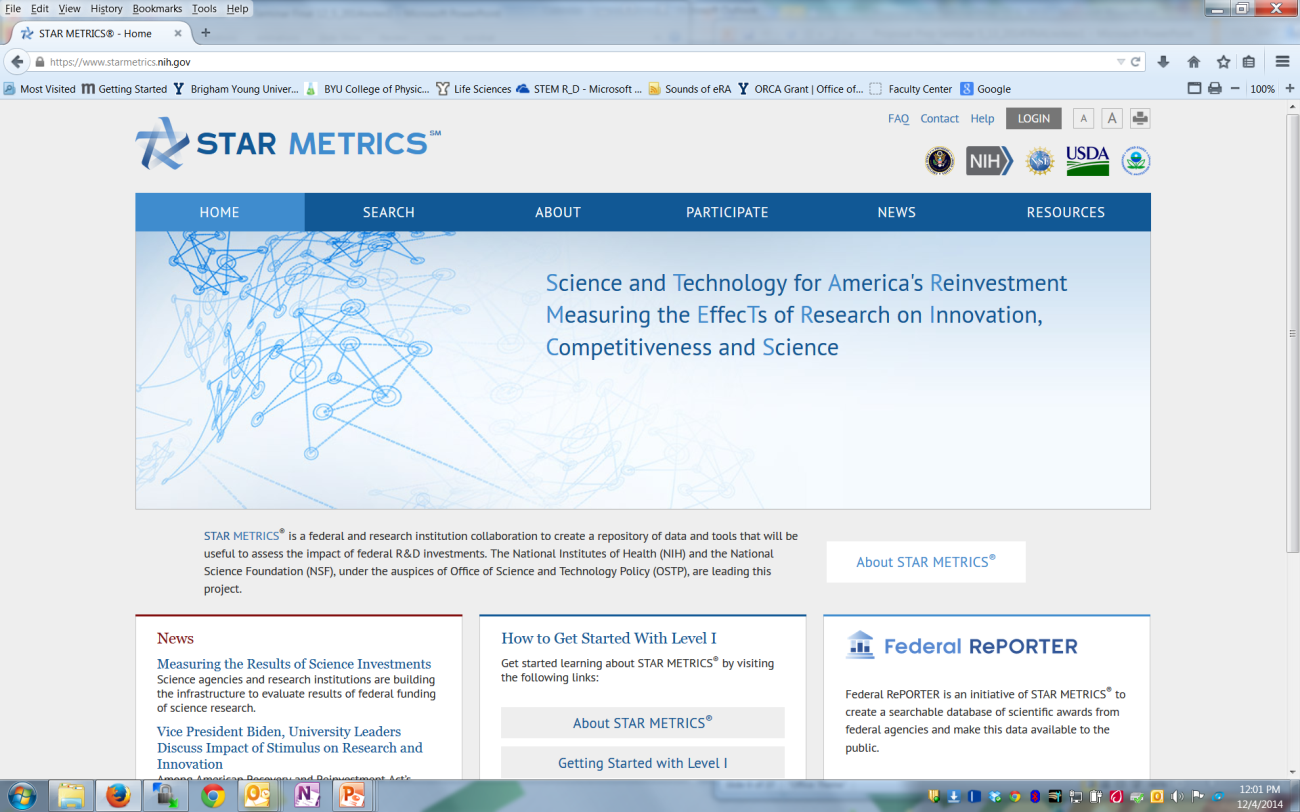 File Edit View History Bookmarks Tools Help
STAR METRICS® - Home
https://www.starmetrics.nih.gov
Most Visited Getting Started Brigham Young Univer... BYU College of Physic... Life Sciences STEM R_D - Microsoft ... Sounds of eRA ORCA Grant | Office of... Faculty Center Google 100%
FAQ Contact Help LOGIN A A
STAR METRICS℠
NIH NSF USDA
HOME SEARCH ABOUT PARTICIPATE NEWS RESOURCES
Science and Technology for America's Reinvestment
Measuring the EffecTs of Research on Innovation,
Competitiveness and Science
STAR METRICS® is a federal and research institution collaboration to create a repository of data and tools that will be
useful to assess the impact of federal R&D investments. The National Institutes of Health (NIH) and the National
Science Foundation (NSF), under the auspices of Office of Science and Technology Policy (OSTP), are leading this
project.
About STAR METRICS®
News
Measuring the Results of Science Investments
Science agencies and research institutions are building
the infrastructure to evaluate results of federal funding
of science research.
Vice President Biden, University Leaders
Discuss Impact of Stimulus on Research and
Innovation
Among American Recovery and Reinvestment Act's
How to Get Started With Level I
Get started learning about STAR METRICS® by visiting
the following links:
About STAR METRICS®
Getting Started with Level I
Federal RePORTER
Federal RePORTER is an initiative of STAR METRICS® to
create a searchable database of scientific awards from
federal agencies and make this data available to the
public.
12:01 PM
12/4/2014